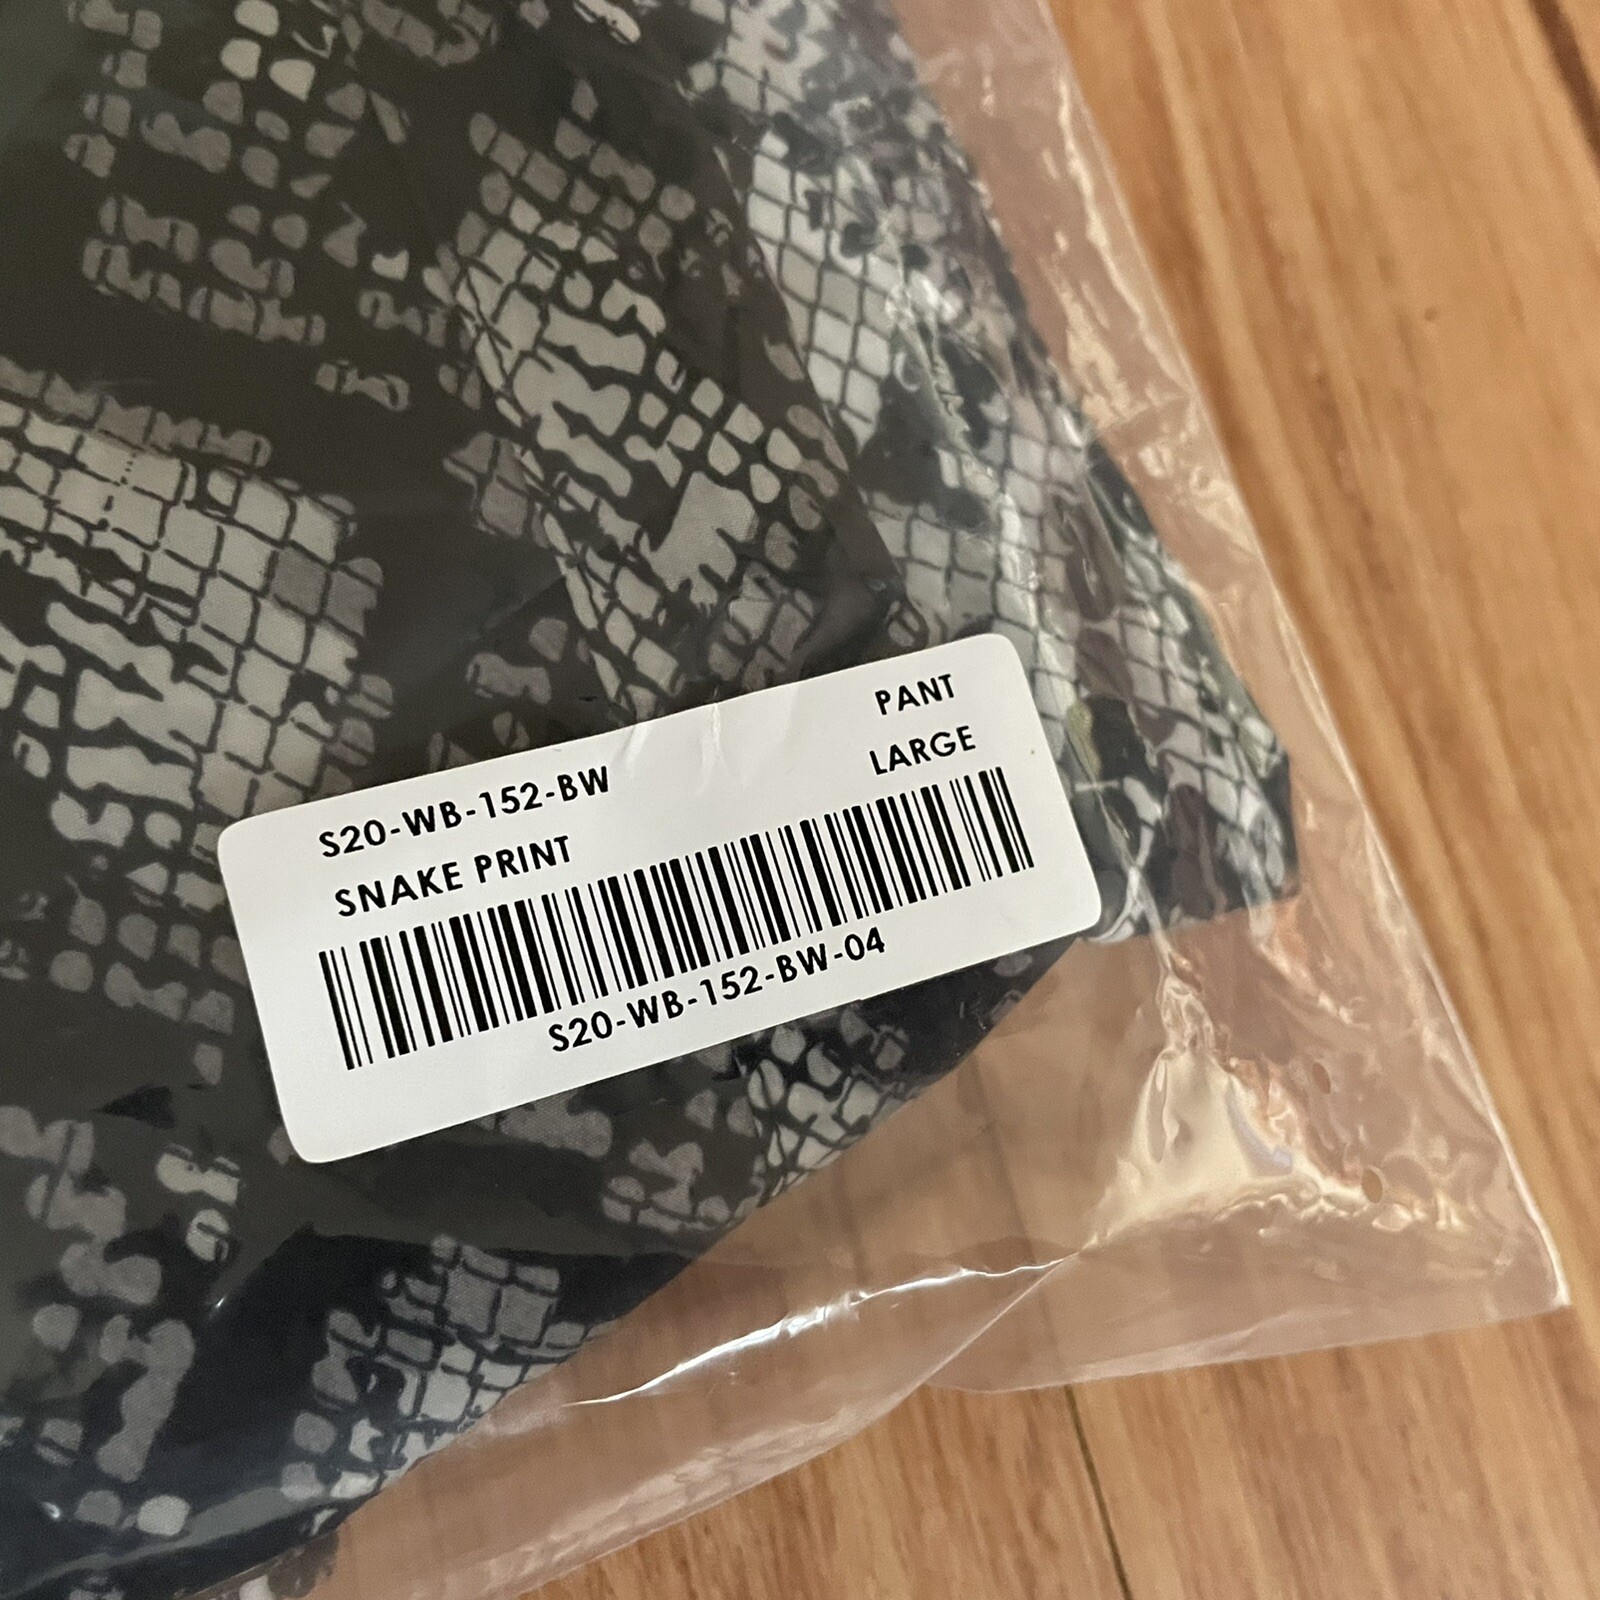 S20-WB-152-BW
PANT
SNAKE PRINT
LARGE
S20-WB-152-BW-04